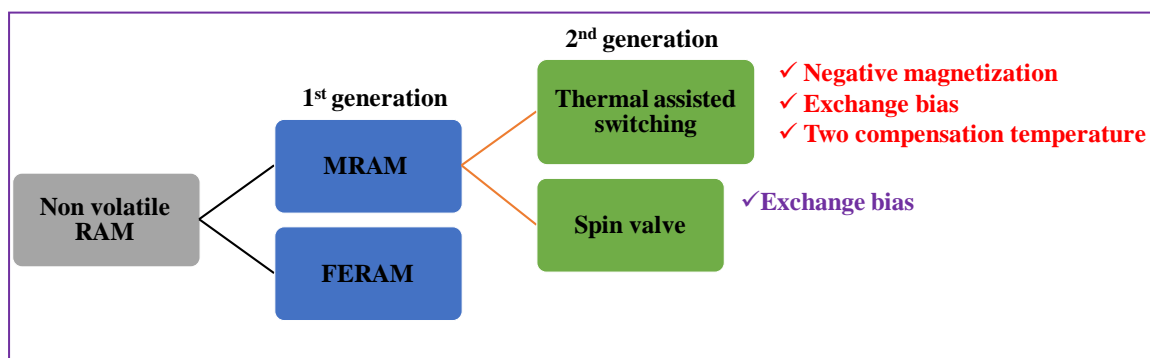 2nd generation
1st generation
Thermal assisted
switching
✓ Negative magnetization
✓ Exchange bias
✓ Two compensation temperature
MRAM
Non volatile
RAM
Spin valve
✓Exchange bias
FERAM